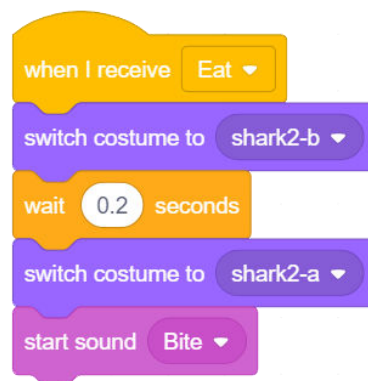 when I receive Eat
switch costume to shark2-b
wait 0.2 seconds
switch costume to shark2-a
start sound Bite